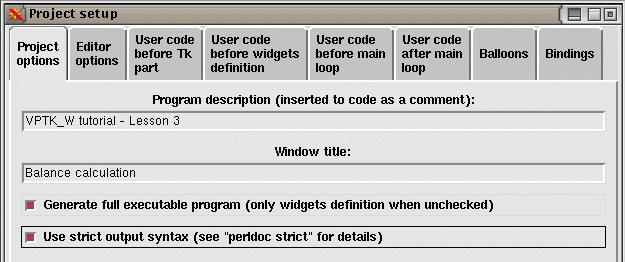 Project setup
Project options
Editor options
User code before Tk part
User code before widgets definition
User code before main loop
User code after main loop
Balloons
Bindings
Program description (inserted to code as a comment):
VPTK_W tutorial - Lesson 3
Window title:
Balance calculation
Generate full executable program (only widgets definition when unchecked)
Use strict output syntax (see "perldoc strict" for details)